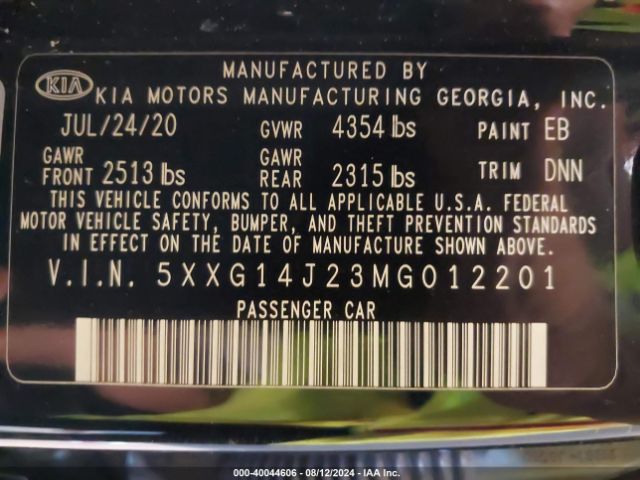 MANUFACTURED BY
KIA KIA MOTORS MANUFACTURING GEORGIA, INC.
JUL/24/20 GVWR 4354 lbs PAINT EB
GAWR FRONT 2513 lbs GAWR REAR 2315 lbs TRIM DNN
THIS VEHICLE CONFORMS TO ALL APPLICABLE U.S.A. FEDERAL
MOTOR VEHICLE SAFETY, BUMPER, AND THEFT PREVENTION STANDARDS
IN EFFECT ON THE DATE OF MANUFACTURE SHOWN ABOVE.
V.I.N. 5XXG14J23MG012201
PASSENGER CAR
000-40044606 - 08/12/2024 - IAA Inc.